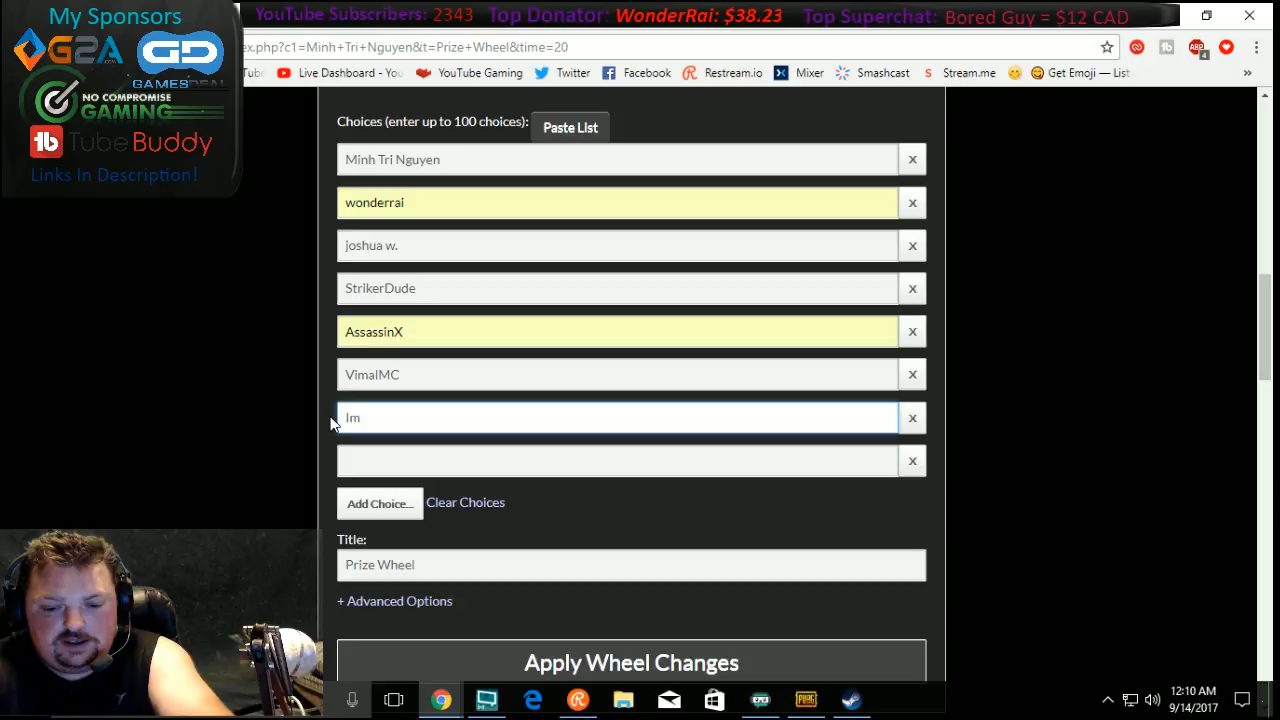 My Sponsors
YouTube Subscribers: 2343
Top Donator: WonderRai: $38.23
Top Superchat: Bored Guy = $12 CAD
G2A.COM
GAMESDEAL
NO COMPROMISE
GAMING
TubeBuddy
Links In Description!
ex.php?c1=Minh+Tri+Nguyen&t=Prize+Wheel&time=20
Tube
Live Dashboard - You
YouTube Gaming
Twitter
Facebook
Restream.io
Mixer
Smashcast
Stream.me
Get Emoji — List
»
Choices (enter up to 100 choices):
Paste List
Minh Tri Nguyen
x
wonderrai
x
joshua w.
x
StrikerDude
x
AssassinX
x
VimalMC
x
Im
x
x
Add Choice...
Clear Choices
Title:
Prize Wheel
+ Advanced Options
Apply Wheel Changes
12:10 AM
9/14/2017